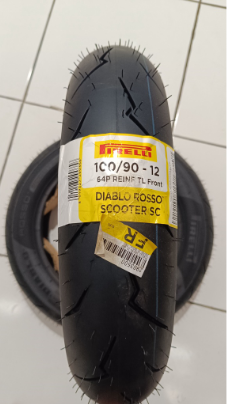 PIRELLI
100/90 - 12
64P REINF TL Front
DIABLO ROSSO
SCOOTER SC
FR